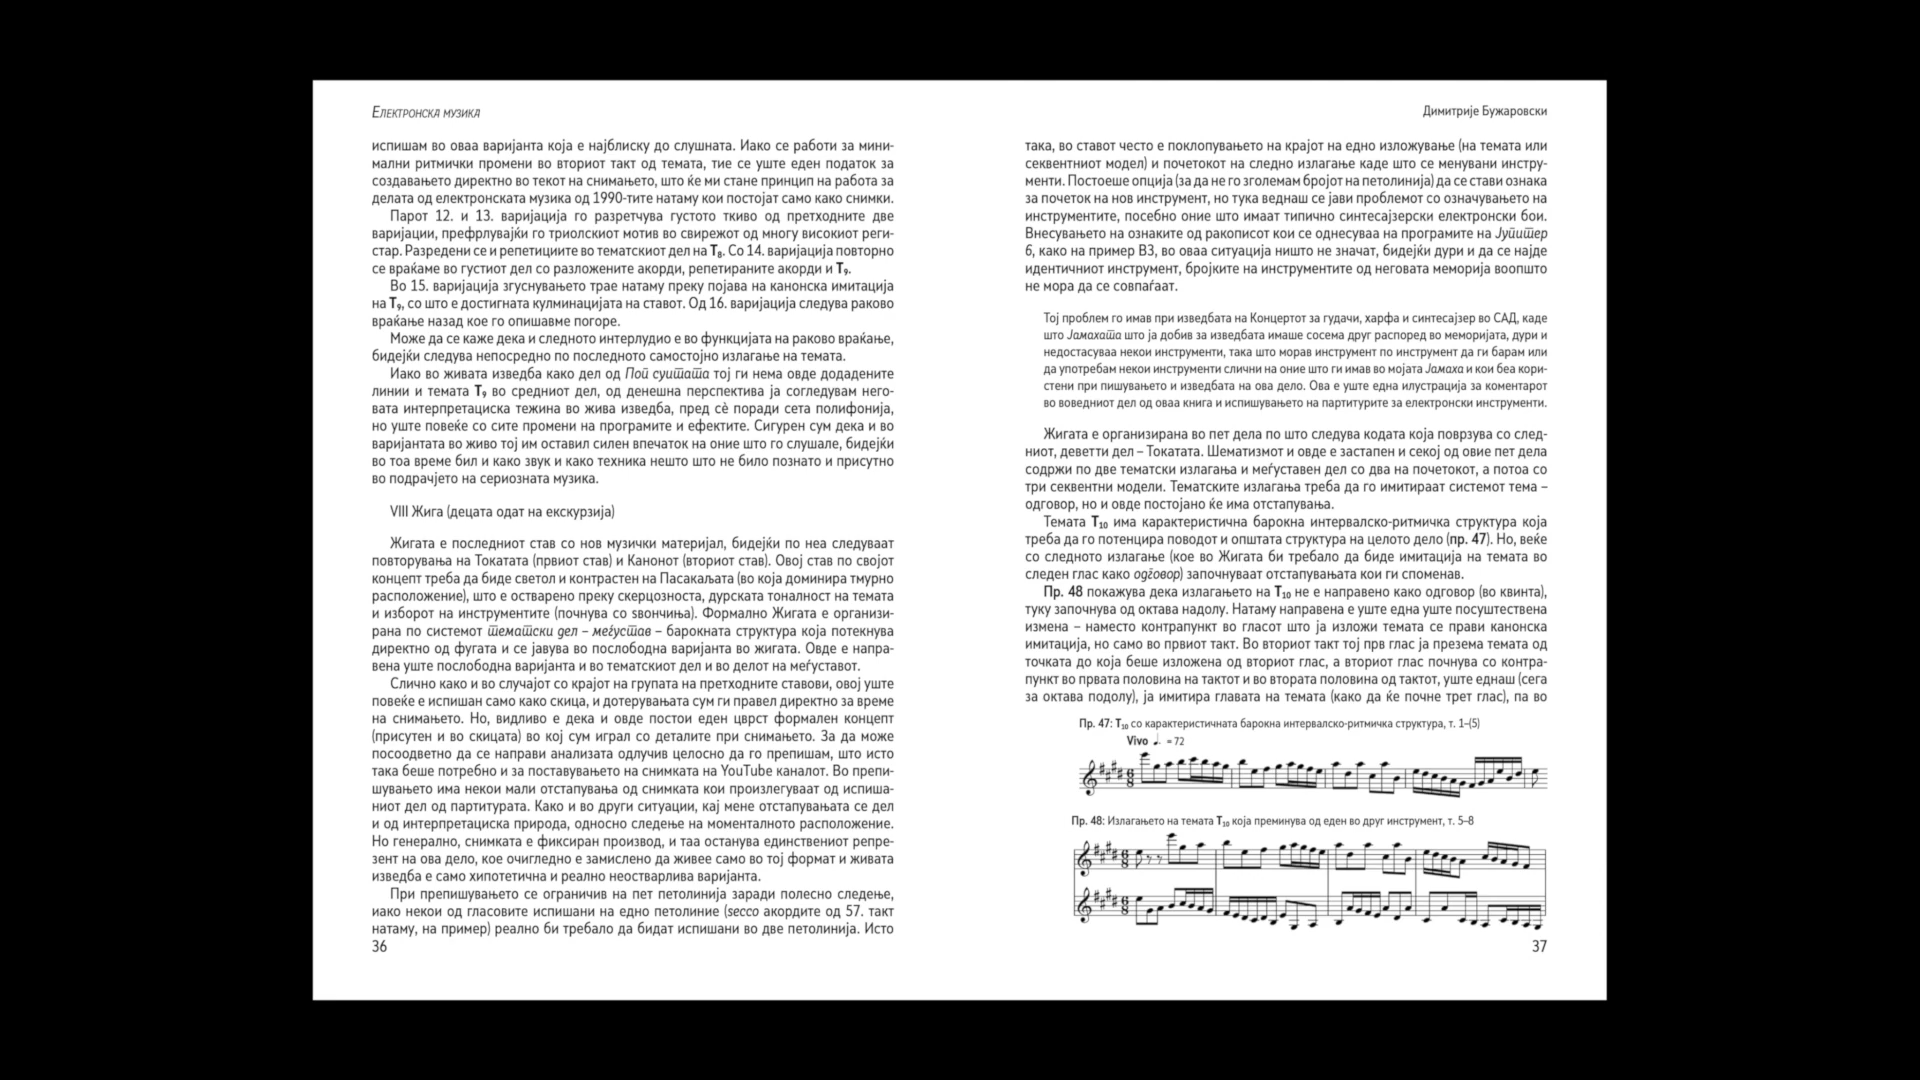 Електронска музика
испишам во оваа варијанта која е најблиску до слушната. Иако се работи за мини-
мални ритмички промени во вториот такт од темата, тие се уште еден податок за
создавањето директно во текот на снимањето, што ќе ми стане принцип на работа за
делата од електронската музика од 1990-тите натаму кои постојат само како снимки.
Парот 12. и 13. варијација го разретчува густото ткиво од претходните две
варијации, префрлувајќи го триолскиот мотив во свирежот од многу високиот реги-
стар. Разредени се и репетициите во тематскиот дел на T₈. Со 14. варијација повторно
се враќаме во густиот дел со разложените акорди, репетираните акорди и T₉.
Во 15. варијација згуснувањето трае натаму преку појава на канонска имитација
на T₉, со што е достигната кулминацијата на ставот. Од 16. варијација следува раково
враќање назад кое го опишавме погоре.
Може да се каже дека и следното интерлудио е во функцијата на раково враќање,
бидејќи следува непосредно по последното самостојно излагање на темата.
Иако во живата изведба како дел од Поп суитата тој ги нема овде додадените
линии и темата T₉ во средниот дел, од денешна перспектива ја согледувам него-
вата интерпретациска тежина во жива изведба, пред сè поради сета полифонија,
но уште повеќе со сите промени на програмите и ефектите. Сигурен сум дека и во
варијантата во живо тој им оставил силен впечаток на оние што го слушале, бидејќи
во тоа време бил и како звук и како техника нешто што не било познато и присутно
во подрачјето на сериозната музика.
VIII Жига (децата одат на екскурзија)
Жигата е последниот став со нов музички материјал, бидејќи по неа следуваат
повторувања на Токатата (првиот став) и Канонот (вториот став). Овој став по својот
концепт треба да биде светол и контрастен на Пасакаљата (во која доминира тмурно
расположение), што е остварено преку скерцозноста, дурската тоналност на темата
и изборот на инструментите (почнува со ѕвончиња). Формално Жигата е организи-
рана по системот тематски дел – меѓустав – барокната структура која потекнува
директно од фугата и се јавува во послободна варијанта во жигата. Овде е напра-
вена уште послободна варијанта и во тематскиот дел и во делот на меѓуставот.
Слично како и во случајот со крајот на групата на претходните ставови, овој уште
повеќе е испишан само како скица, и дотерувањата сум ги правел директно за време
на снимањето. Но, видливо е дека и овде постои еден цврст формален концепт
(присутен и во скицата) во кој сум играл со деталите при снимањето. За да може
посоодветно да се направи анализата одлучив целосно да го препишам, што исто
така беше потребно и за поставувањето на снимката на YouTube каналот. Во препи-
шувањето има некои мали отстапувања од снимката кои произлегуваат од испиша-
ниот дел од партитурата. Како и во други ситуации, кај мене отстапувањата се дел
и од интерпретациска природа, односно следење на моменталното расположение.
Но генерално, снимката е фиксиран производ, и таа останува единствениот репре-
зент на ова дело, кое очигледно е замислено да живее само во тој формат и живата
изведба е само хипотетична и реално неостварлива варијанта.
При препишувањето се ограничив на пет петолинија заради полесно следење,
иако некои од гласовите испишани на едно петолиние (secco акордите од 57. такт
натаму, на пример) реално би требало да бидат испишани во две петолинија. Исто
36
Димитрије Бужаровски
така, во ставот често е поклопувањето на крајот на едно изложување (на темата или
секвентниот модел) и почетокот на следно излагање каде што се менувани инстру-
менти. Постоеше опција (за да не го зголемам бројот на петолинија) да се стави ознака
за почеток на нов инструмент, но тука веднаш се јави проблемот со означувањето на
инструментите, посебно оние што имаат типично синтесајзерски електронски бои.
Внесувањето на ознаките од ракописот кои се однесуваа на програмите на Јупитер
6, како на пример B3, во оваа ситуација ништо не значат, бидејќи дури и да се најде
идентичниот инструмент, бројките на инструментите од неговата меморија воопшто
не мора да се совпаѓаат.
Тој проблем го имав при изведбата на Концертот за гудачи, харфа и синтесајзер во САД, каде
што Јамахата што ја добив за изведбата имаше сосема друг распоред во меморијата, дури и
недостасуваа некои инструменти, така што морав инструмент по инструмент да ги барам или
да употребам некои инструменти слични на оние што ги имав во мојата Јамаха и кои беа кори-
стени при пишувањето и изведбата на ова дело. Ова е уште една илустрација за коментарот
во воведниот дел од оваа книга и испишувањето на партитурите за електронски инструменти.
Жигата е организирана во пет дела по што следува кодата која поврзува со след-
ниот, деветти дел – Токатата. Шематизмот и овде е застапен и секој од овие пет дела
содржи по две тематски излагања и меѓуставен дел со два на почетокот, а потоа со
три секвентни модели. Тематските излагања треба да го имитираат системот тема –
одговор, но и овде постојано ќе има отстапувања.
Темата T₁₀ има карактеристична барокна интервалско-ритмичка структура која
треба да го потенцира поводот и општата структура на целото дело (пр. 47). Но, веќе
со следното излагање (кое во Жигата би требало да биде имитација на темата во
следен глас како одговор) започнуваат отстапувањата кои ги споменав.
Пр. 48 покажува дека излагањето на T₁₀ не е направено како одговор (во квинта),
туку започнува од октава надолу. Натаму направена е уште една уште посуштествена
измена – наместо контрапункт во гласот што ја изложи темата се прави канонска
имитација, но само во првиот такт. Во вториот такт тој прв глас ја презема темата од
точката до која беше изложена од вториот глас, а вториот глас почнува со контра-
пункт во првата половина на тактот и во втората половина од тактот, уште еднаш (сега
за октава подолу), ја имитира главата на темата (како да ќе почне трет глас), па во
Пр. 47: T₁₀ со карактеристичната барокна интервалско-ритмичка структура, т. 1–(5)
Vivo ♩. = 72
Пр. 48: Излагањето на темата T₁₀ која преминува од еден во друг инструмент, т. 5–8
37